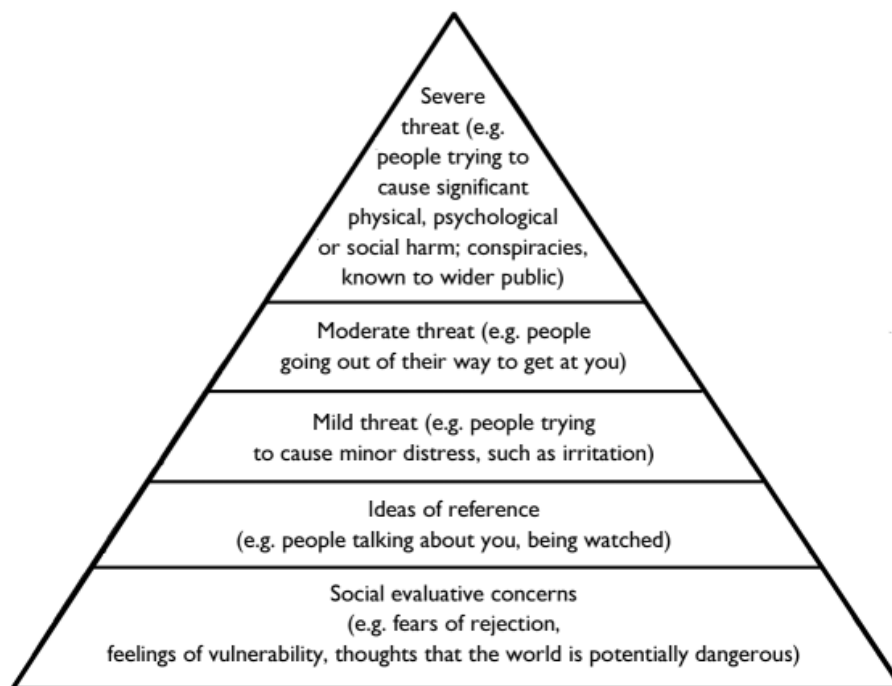 Severe
threat (e.g.
people trying to
cause significant
physical, psychological
or social harm; conspiracies,
known to wider public)
Moderate threat (e.g. people
going out of their way to get at you)
Mild threat (e.g. people trying
to cause minor distress, such as irritation)
Ideas of reference
(e.g. people talking about you, being watched)
Social evaluative concerns
(e.g. fears of rejection,
feelings of vulnerability, thoughts that the world is potentially dangerous)